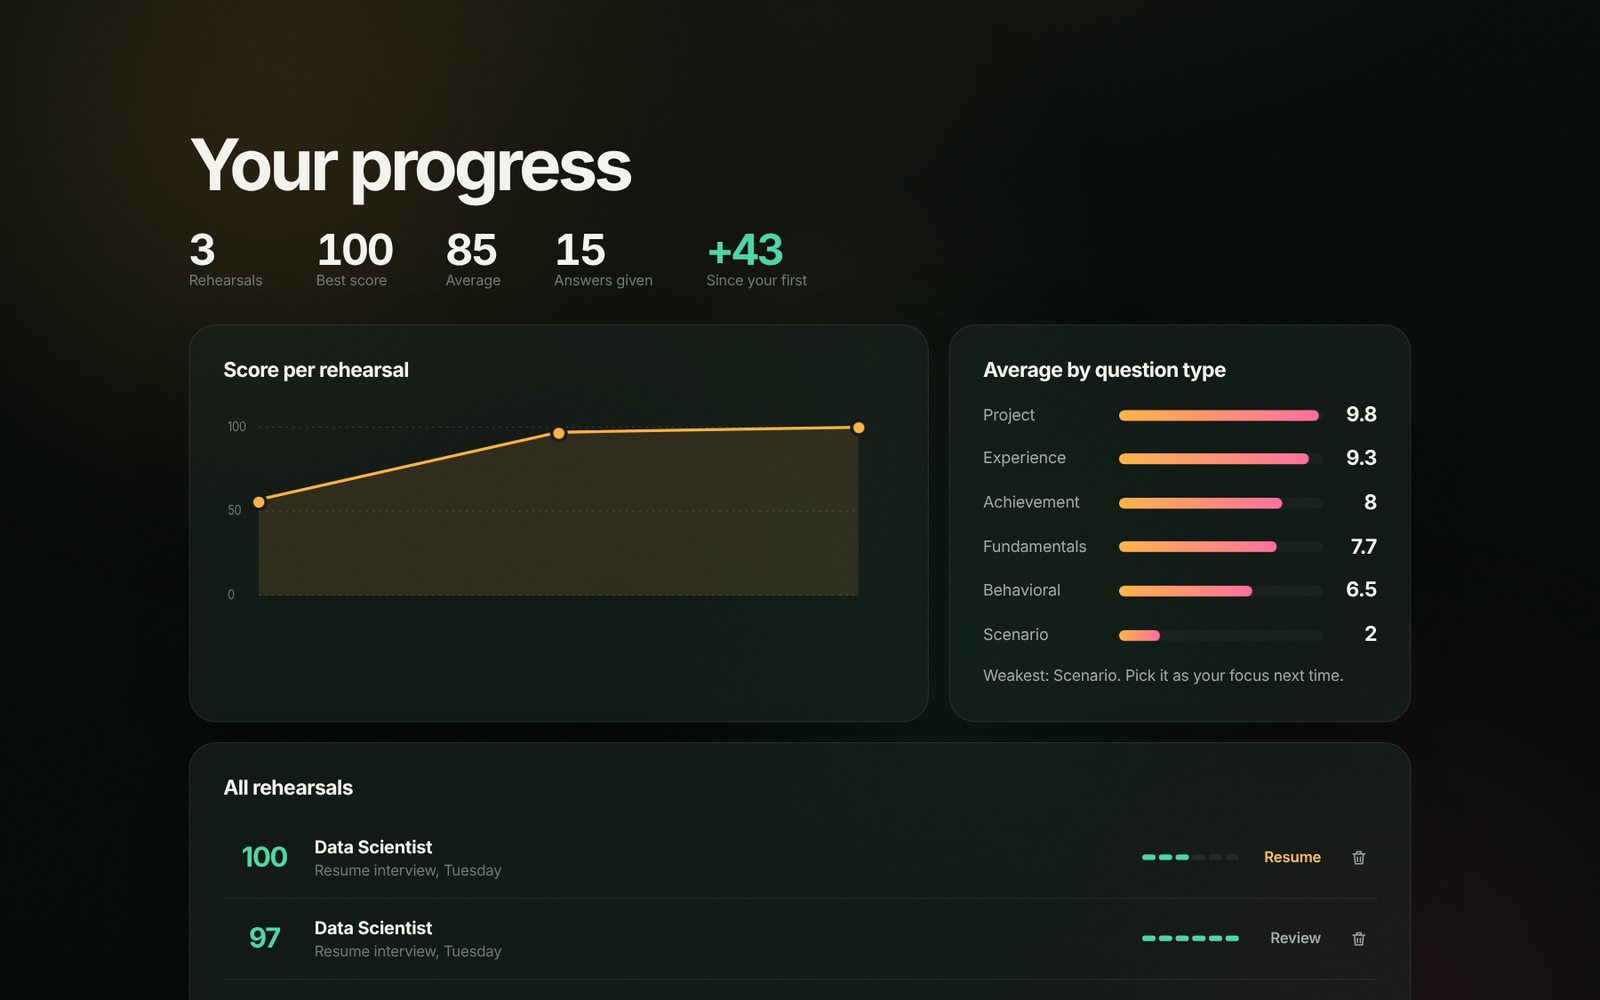 Your progress
3
Rehearsals
100
Best score
85
Average
15
Answers given
+43
Since your first
Score per rehearsal
100
50
0
Average by question type
Project 9.8
Experience 9.3
Achievement 8
Fundamentals 7.7
Behavioral 6.5
Scenario 2
Weakest: Scenario. Pick it as your focus next time.
All rehearsals
100
Data Scientist
Resume interview, Tuesday
Resume
97
Data Scientist
Resume interview, Tuesday
Review